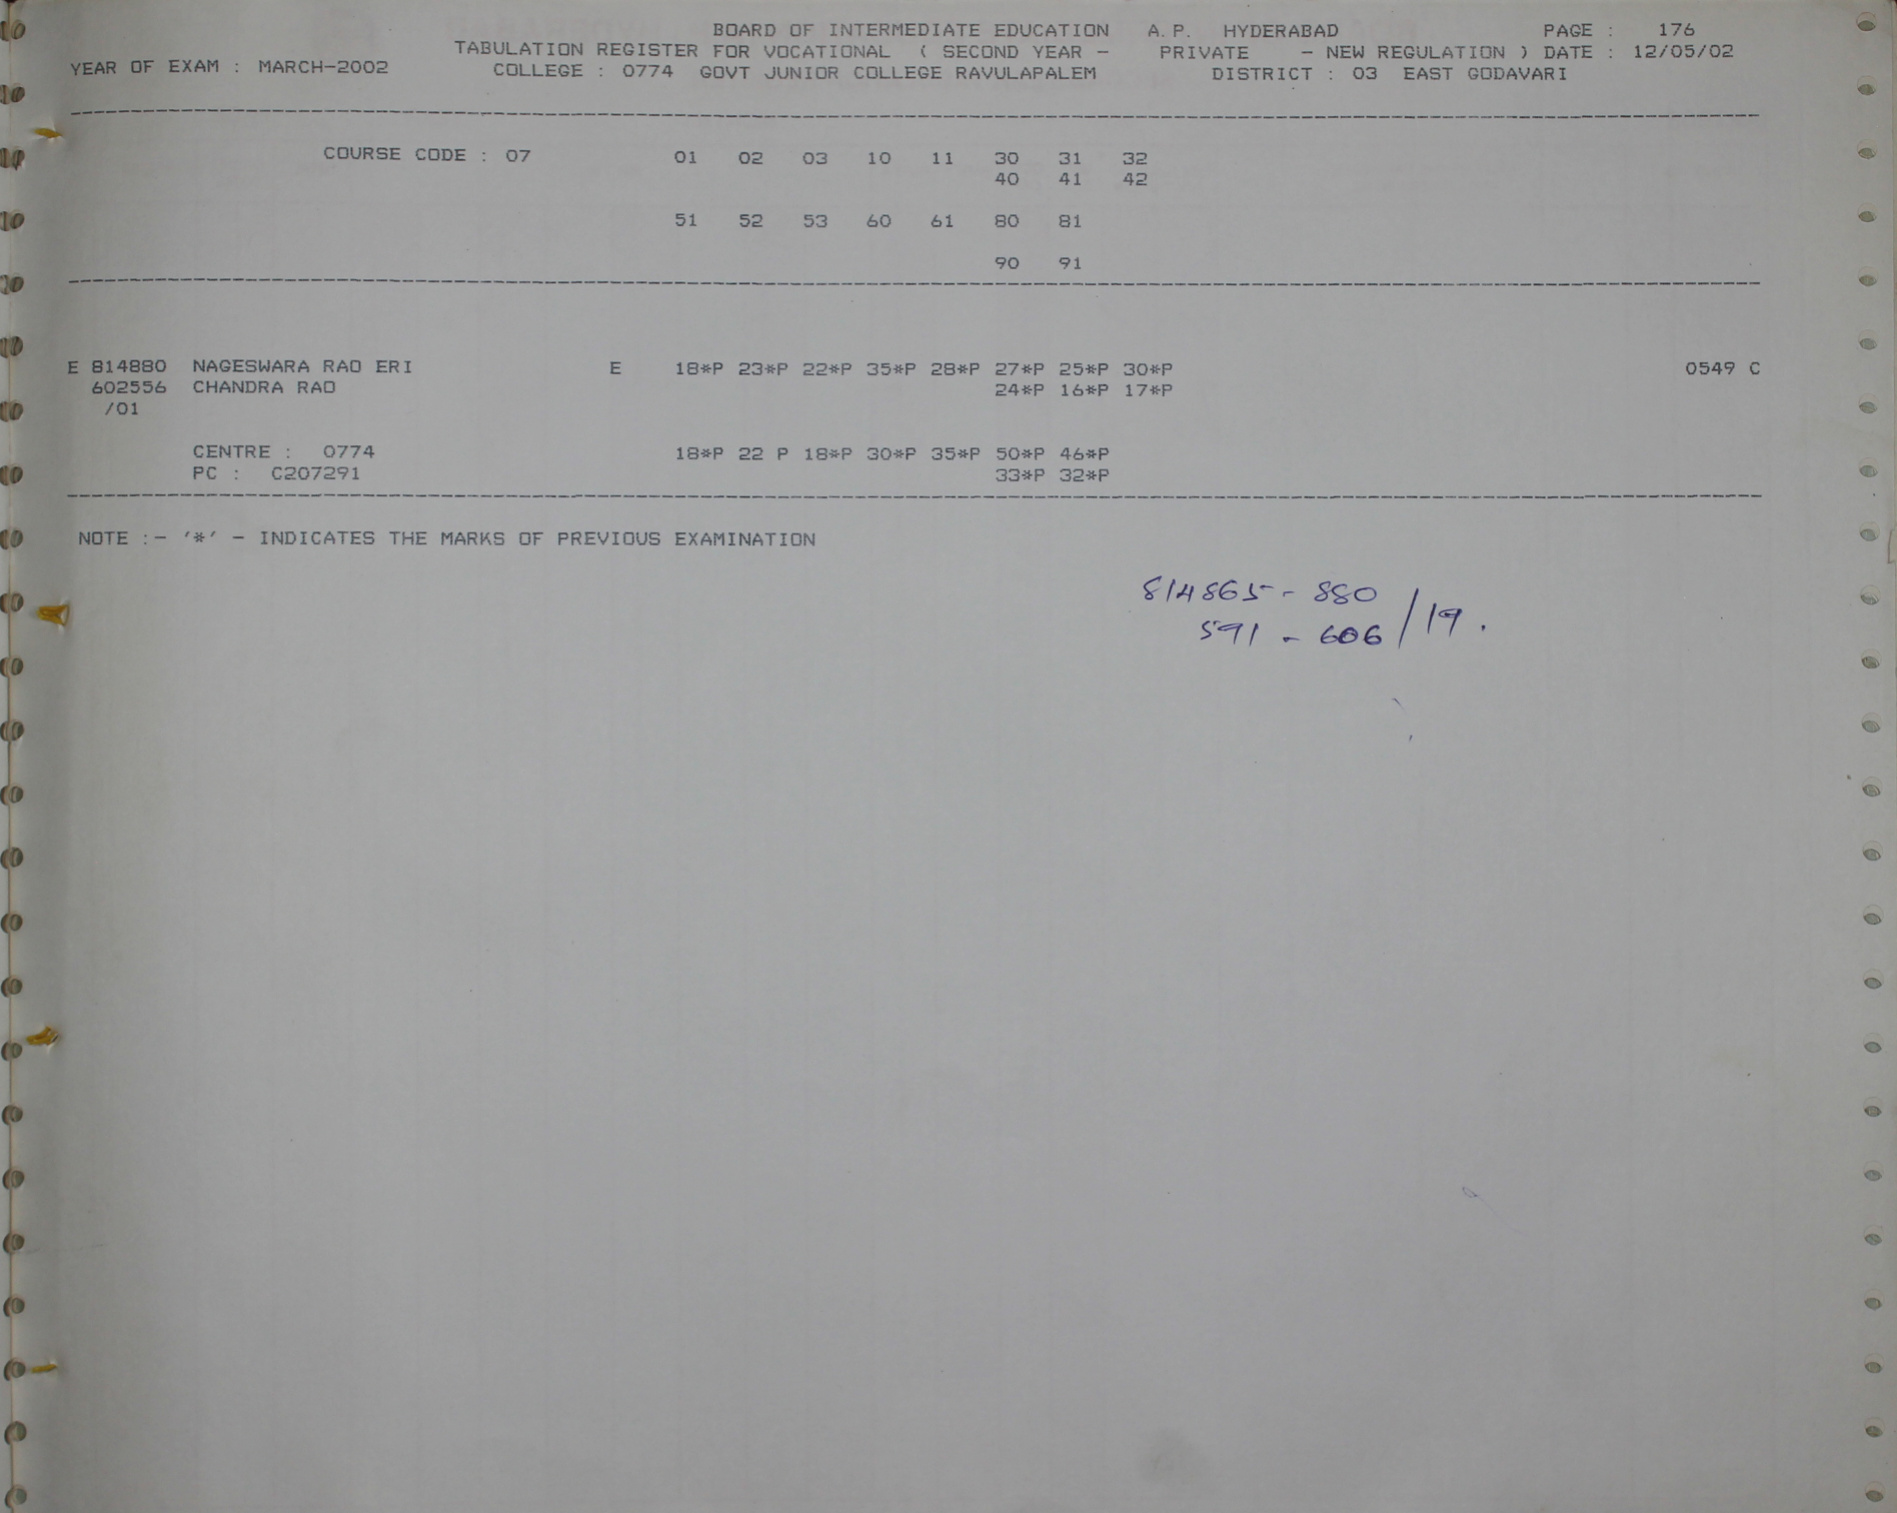 BOARD OF INTERMEDIATE EDUCATION A.P. HYDERABAD PAGE : 176
TABULATION REGISTER FOR VOCATIONAL ( SECOND YEAR - PRIVATE - NEW REGULATION ) DATE : 12/05/02
YEAR OF EXAM : MARCH-2002 COLLEGE : 0774 GOVT JUNIOR COLLEGE RAVULAPALEM DISTRICT : 03 EAST GODAVARI
COURSE CODE : 07 01 02 03 10 11 30 31 32
40 41 42
51 52 53 60 61 80 81
90 91
E 814880 NAGESWARA RAO ERI E 18*P 23*P 22*P 35*P 28*P 27*P 25*P 30*P 0549 C
602556 CHANDRA RAO 24*P 16*P 17*P
/01
CENTRE : 0774 18*P 22 P 18*P 30*P 35*P 50*P 46*P
PC : C207291 33*P 32*P
NOTE :- '*' - INDICATES THE MARKS OF PREVIOUS EXAMINATION
814865 - 880
591 - 606 /19.